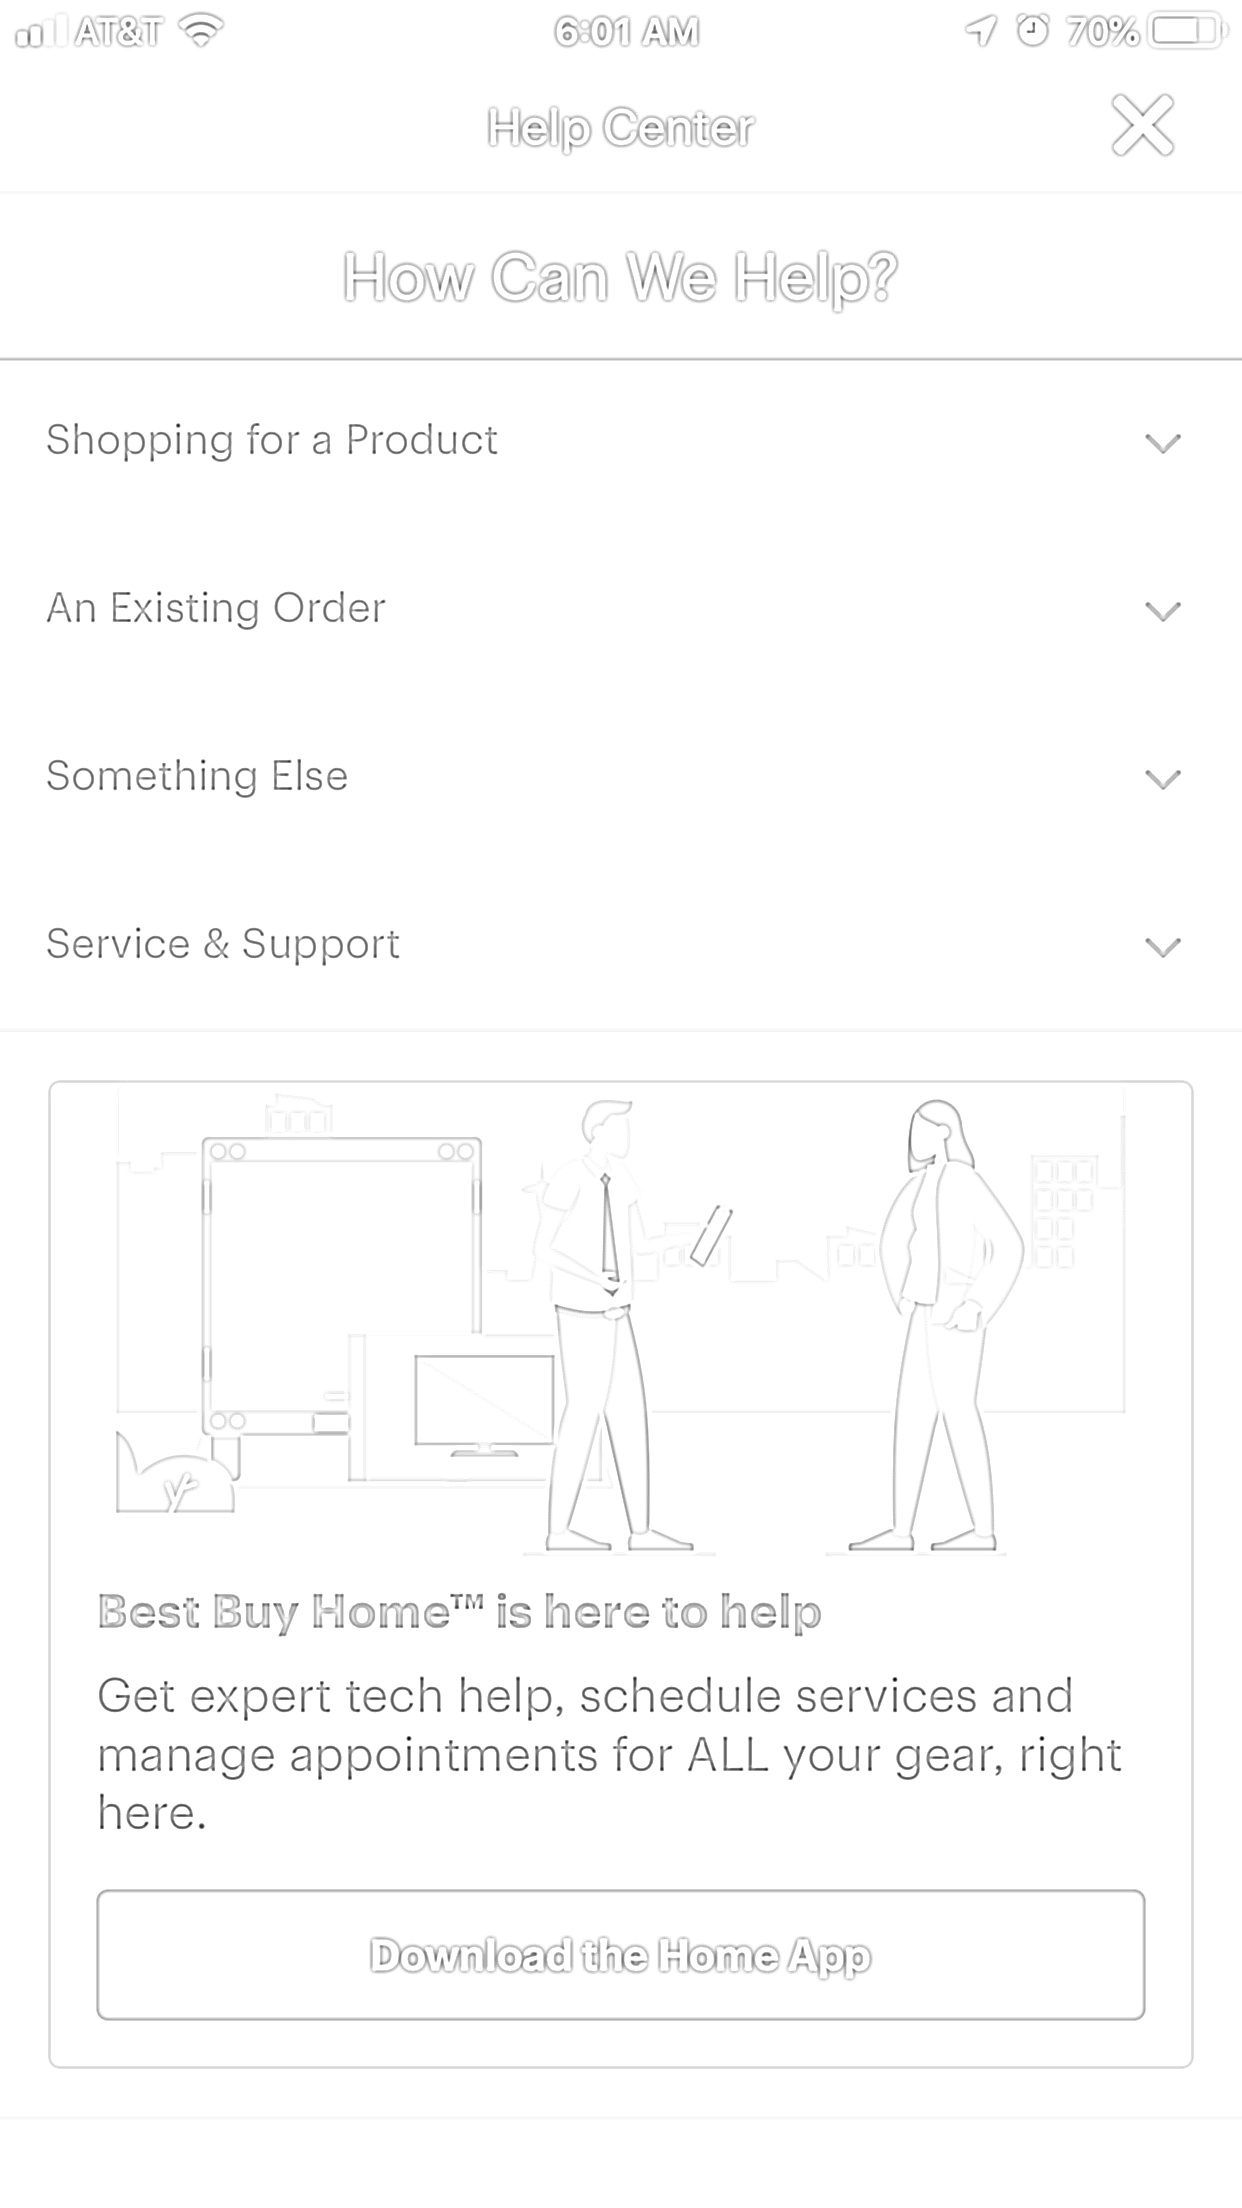 AT&T 6:01 AM 70%
Help Center
How Can We Help?
Shopping for a Product
An Existing Order
Something Else
Service & Support
Best Buy Home™ is here to help
Get expert tech help, schedule services and
manage appointments for ALL your gear, right
here.
Download the Home App